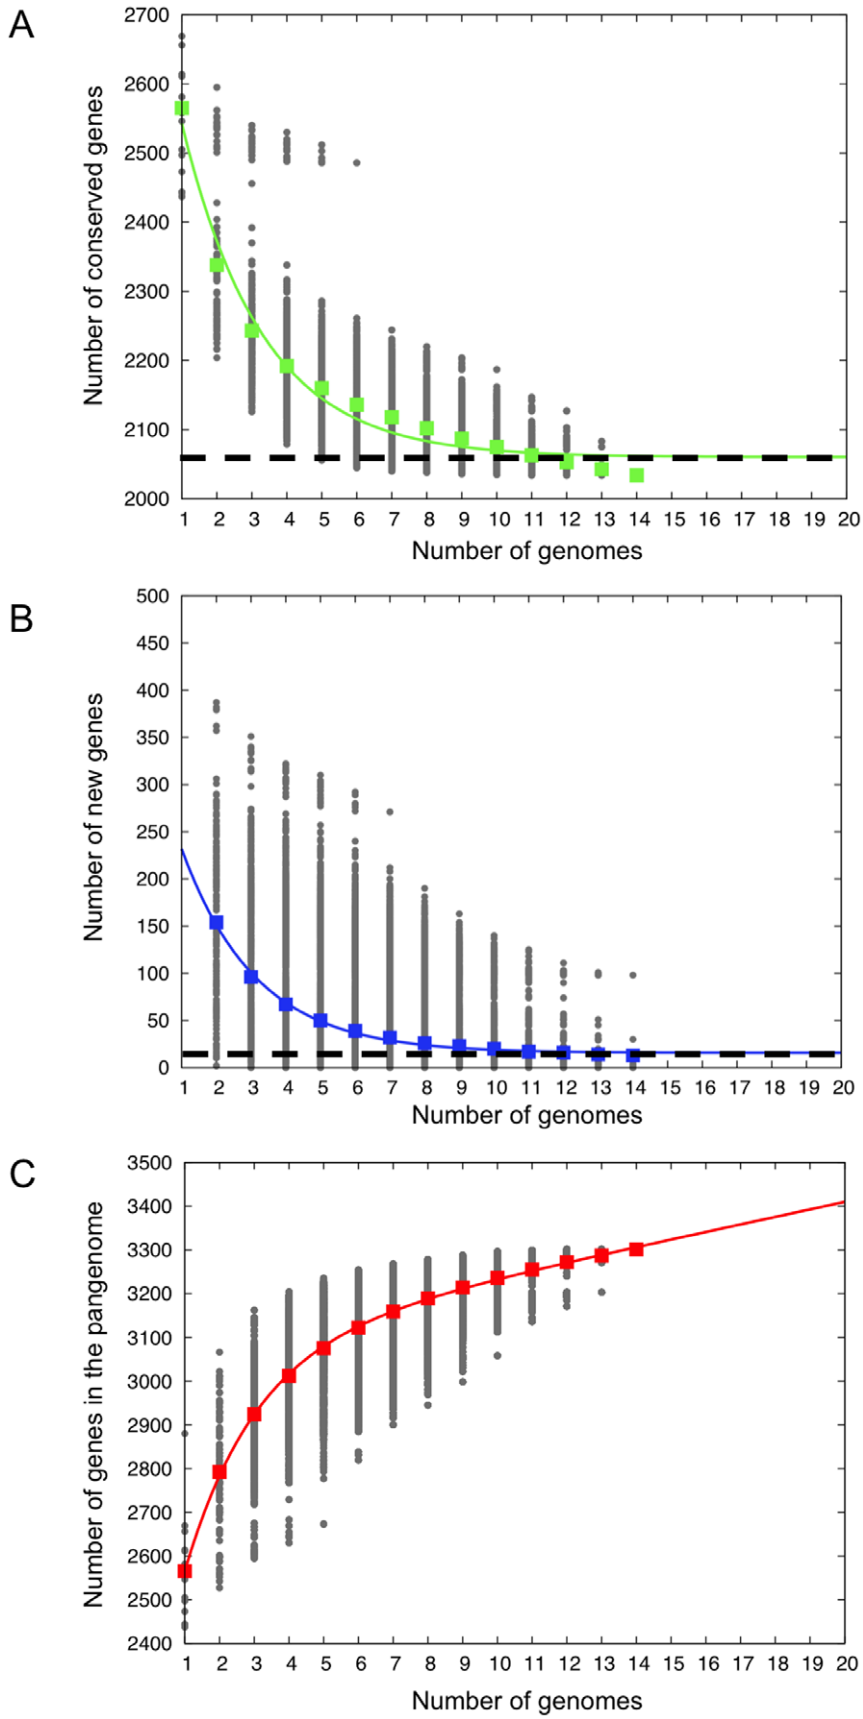 A
Number of conserved genes
2700
2600
2500
2400
2300
2200
2100
2000
1 2 3 4 5 6 7 8 9 10 11 12 13 14 15 16 17 18 19 20
Number of genomes
B
Number of new genes
500
450
400
350
300
250
200
150
100
50
0
1 2 3 4 5 6 7 8 9 10 11 12 13 14 15 16 17 18 19 20
Number of genomes
C
Number of genes in the pangenome
3500
3400
3300
3200
3100
3000
2900
2800
2700
2600
2500
2400
1 2 3 4 5 6 7 8 9 10 11 12 13 14 15 16 17 18 19 20
Number of genomes